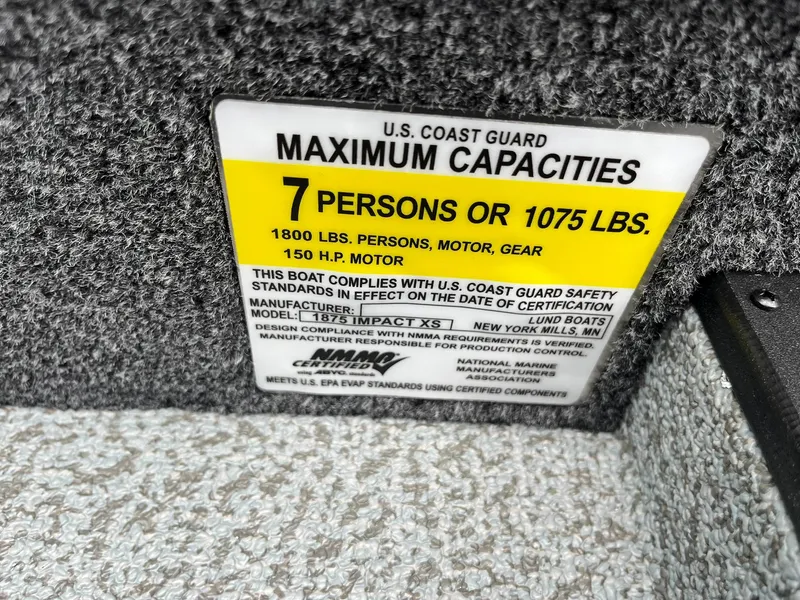 U.S. COAST GUARD
MAXIMUM CAPACITIES
7 PERSONS OR 1075 LBS.
1800 LBS. PERSONS, MOTOR, GEAR
150 H.P. MOTOR
THIS BOAT COMPLIES WITH U.S. COAST GUARD SAFETY
STANDARDS IN EFFECT ON THE DATE OF CERTIFICATION
MANUFACTURER: LUND BOATS
MODEL: 1875 IMPACT XS NEW YORK MILLS, MN
DESIGN COMPLIANCE WITH NMMA REQUIREMENTS IS VERIFIED.
MANUFACTURER RESPONSIBLE FOR PRODUCTION CONTROL.
NMMA
CERTIFIED
using ABYC standards
NATIONAL MARINE
MANUFACTURERS
ASSOCIATION
MEETS U.S. EPA EVAP STANDARDS USING CERTIFIED COMPONENTS